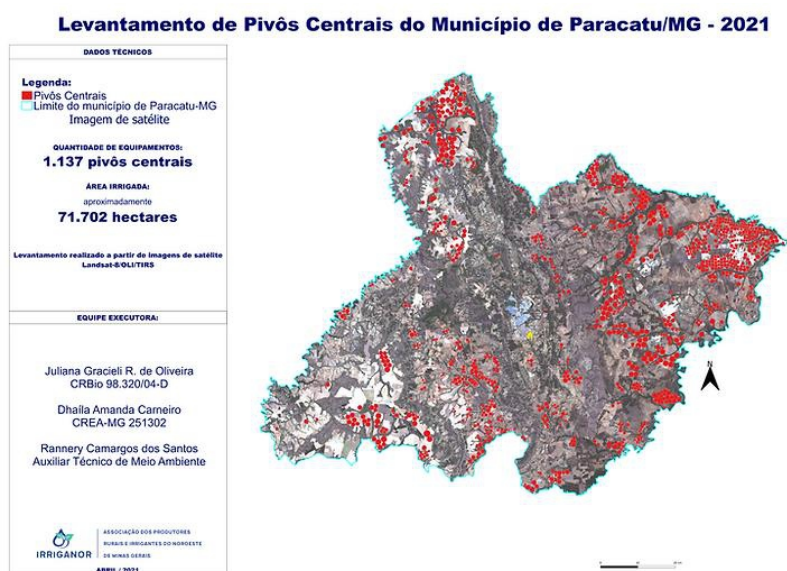 Levantamento de Pivôs Centrais do Município de Paracatu/MG - 2021
DADOS TÉCNICOS
Legenda:
Pivôs Centrais
Limite do município de Paracatu-MG
Imagem de satélite
QUANTIDADE DE EQUIPAMENTOS:
1.137 pivôs centrais
ÁREA IRRIGADA:
aproximadamente
71.702 hectares
Levantamento realizado a partir de imagens de satélite
Landsat-8/OLI/TIRS
EQUIPE EXECUTORA:
Juliana Gracieli R. de Oliveira
CRBio 98.320/04-D
Dhaíla Amanda Carneiro
CREA-MG 251302
Rannery Camargos dos Santos
Auxiliar Técnico de Meio Ambiente
IRRIGANOR
ASSOCIAÇÃO DOS PRODUTORES
RURAIS E IRRIGANTES DO NOROESTE
DE MINAS GERAIS
ABRIL / 2021
N